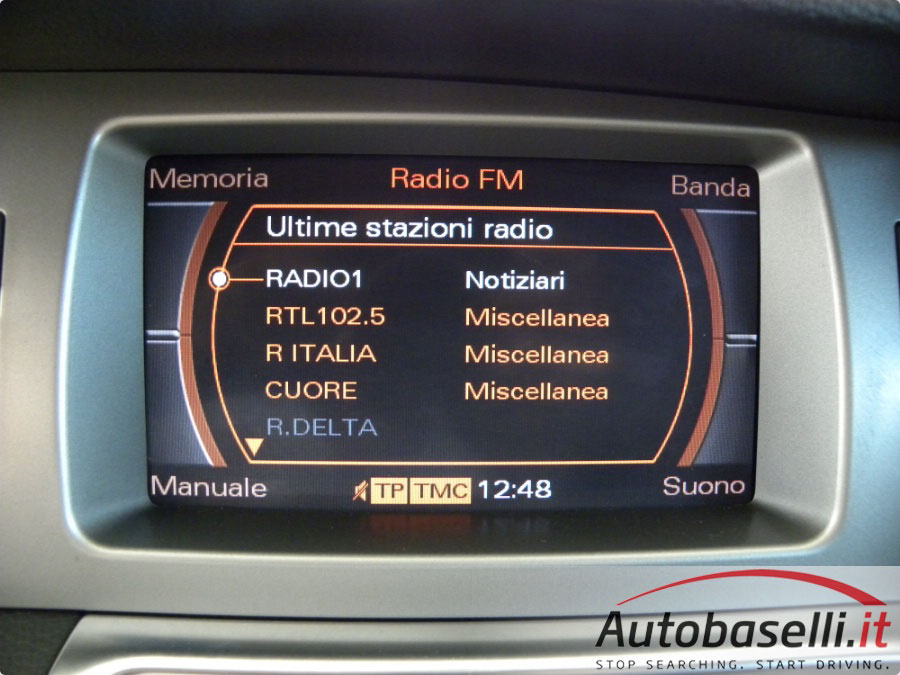 Memoria Radio FM Banda
Ultime stazioni radio
RADIO1 Notiziari
RTL102.5 Miscellanea
R ITALIA Miscellanea
CUORE Miscellanea
R.DELTA
Manuale TP TMC 12:48 Suono
Autobaselli.it
STOP SEARCHING. START DRIVING.